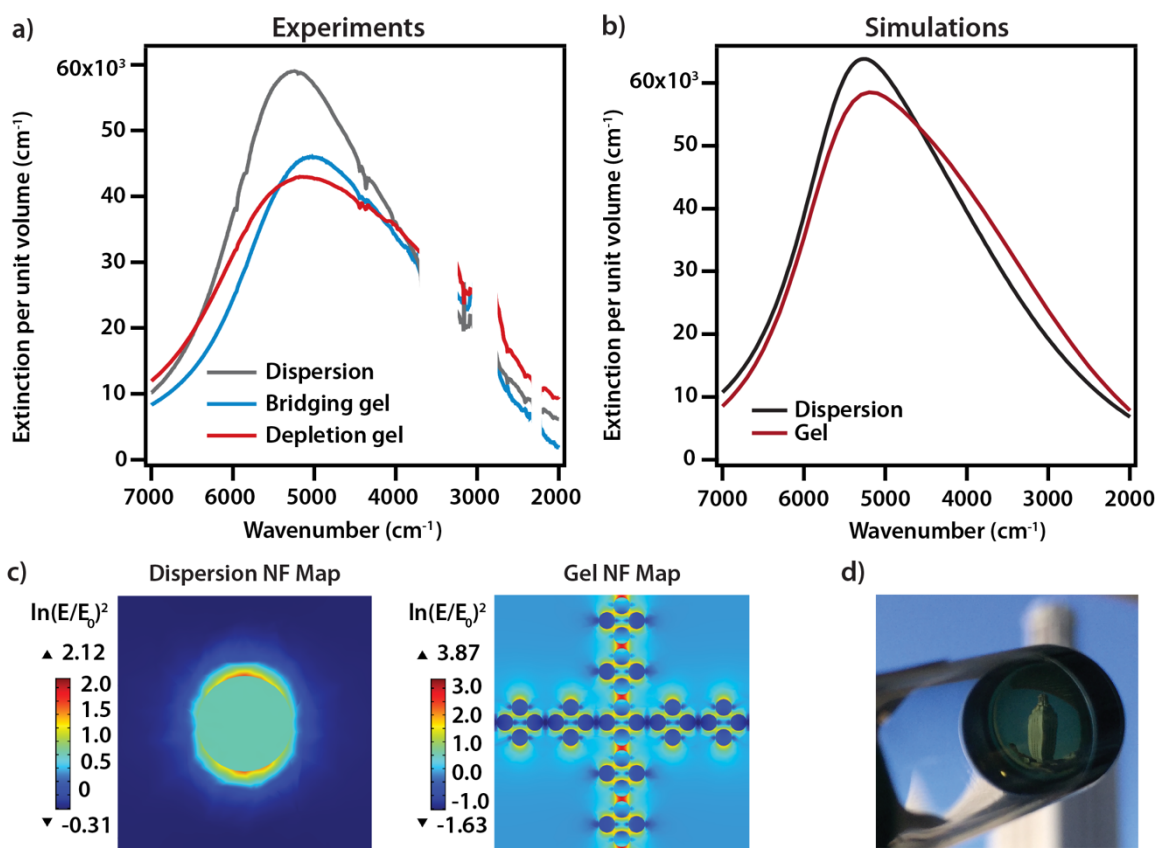 a)
Experiments
Extinction per unit volume (cm⁻¹)
60x10³
50
40
30
20
10
0
Dispersion
Bridging gel
Depletion gel
7000 6000 5000 4000 3000 2000
Wavenumber (cm⁻¹)
b)
Simulations
Extinction per unit volume (cm⁻¹)
60x10³
50
40
30
20
10
0
Dispersion
Gel
7000 6000 5000 4000 3000 2000
Wavenumber (cm⁻¹)
c)
Dispersion NF Map
ln(E/E₀)²
▲ 2.12
2.0
1.5
1.0
0.5
0
▼ -0.31
Gel NF Map
ln(E/E₀)²
▲ 3.87
3.0
2.0
1.0
0.0
-1.0
▼ -1.63
d)